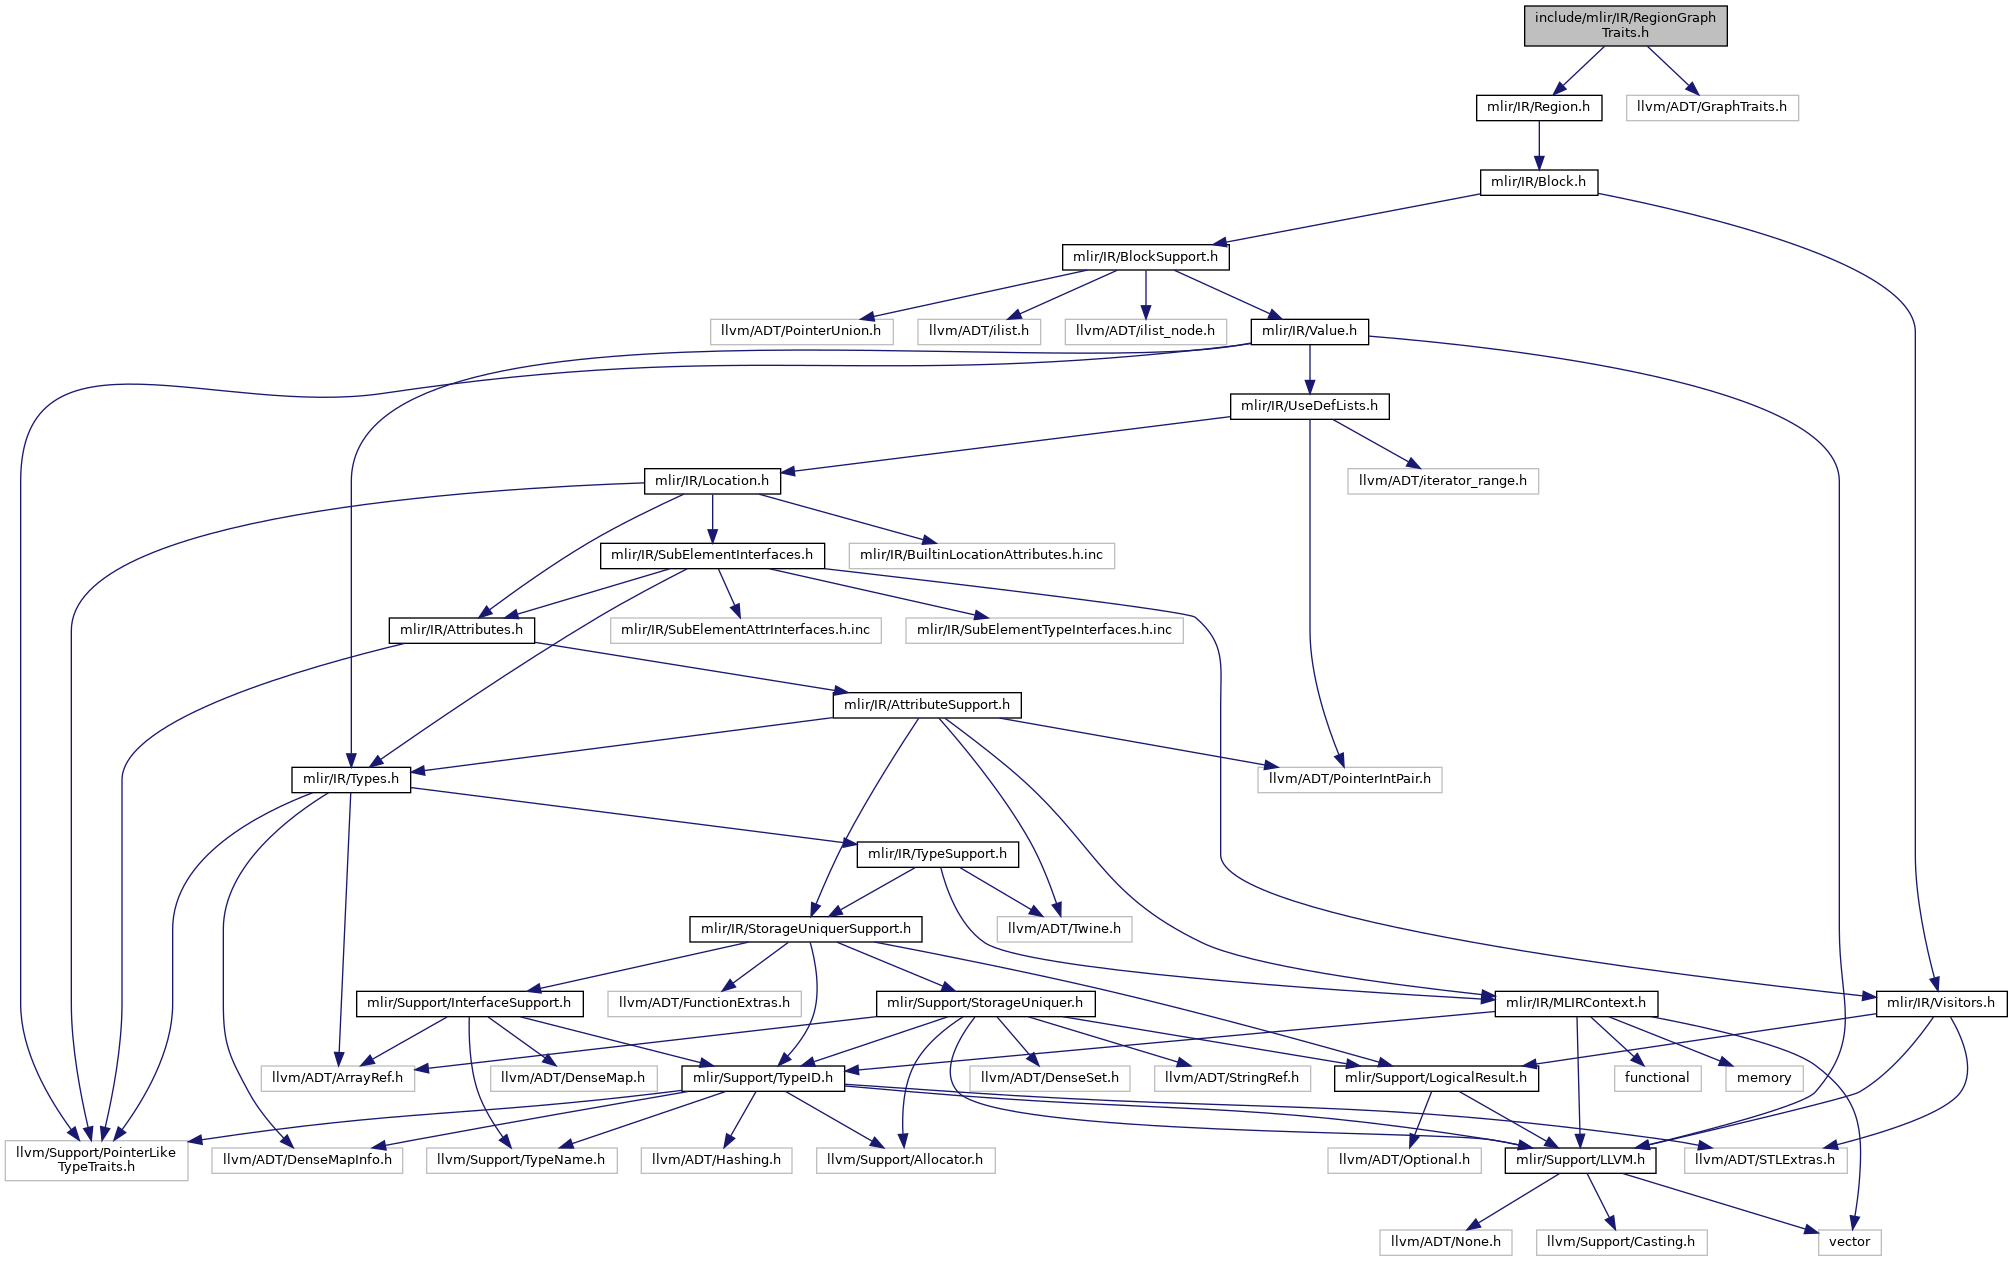 include/mlir/IR/RegionGraph
Traits.h
mlir/IR/Region.h
llvm/ADT/GraphTraits.h
mlir/IR/Block.h
mlir/IR/BlockSupport.h
llvm/ADT/PointerUnion.h
llvm/ADT/ilist.h
llvm/ADT/ilist_node.h
mlir/IR/Value.h
mlir/IR/UseDefLists.h
mlir/IR/Location.h
llvm/ADT/iterator_range.h
mlir/IR/SubElementInterfaces.h
mlir/IR/BuiltinLocationAttributes.h.inc
mlir/IR/Attributes.h
mlir/IR/SubElementAttrInterfaces.h.inc
mlir/IR/SubElementTypeInterfaces.h.inc
mlir/IR/AttributeSupport.h
mlir/IR/Types.h
llvm/ADT/PointerIntPair.h
mlir/IR/TypeSupport.h
mlir/IR/StorageUniquerSupport.h
llvm/ADT/Twine.h
mlir/Support/InterfaceSupport.h
llvm/ADT/FunctionExtras.h
mlir/Support/StorageUniquer.h
mlir/IR/MLIRContext.h
mlir/IR/Visitors.h
llvm/ADT/ArrayRef.h
llvm/ADT/DenseMap.h
mlir/Support/TypeID.h
llvm/ADT/DenseSet.h
llvm/ADT/StringRef.h
mlir/Support/LogicalResult.h
functional
memory
llvm/Support/PointerLike
TypeTraits.h
llvm/ADT/DenseMapInfo.h
llvm/Support/TypeName.h
llvm/ADT/Hashing.h
llvm/Support/Allocator.h
llvm/ADT/Optional.h
mlir/Support/LLVM.h
llvm/ADT/STLExtras.h
llvm/ADT/None.h
llvm/Support/Casting.h
vector